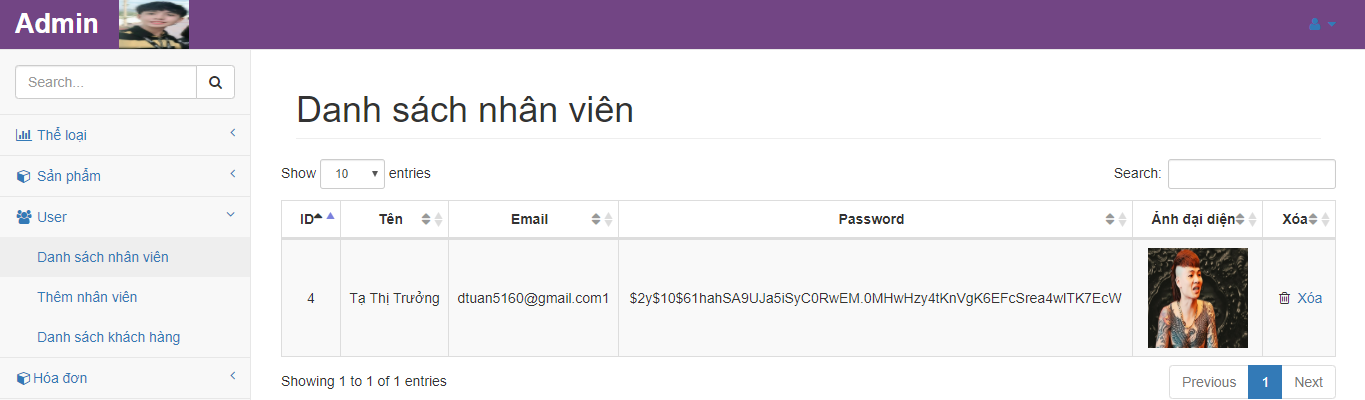 Admin
Search...
Thể loại
Sản phẩm
User
Danh sách nhân viên
Thêm nhân viên
Danh sách khách hàng
Hóa đơn
Danh sách nhân viên
Show 10 entries
Search:
ID Tên Email Password Ảnh đại diện Xóa
4 Tạ Thị Trưởng dtuan5160@gmail.com1 $2y$10$61hahSA9UJa5iSyC0RwEM.0MHwHzy4tKnVgK6EFcSrea4wITK7EcW Xóa
Showing 1 to 1 of 1 entries
Previous 1 Next